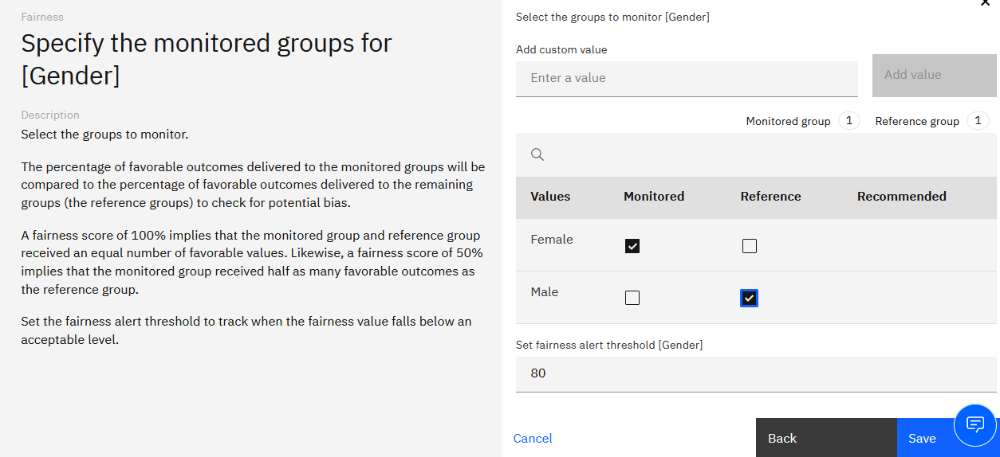 Fairness
Specify the monitored groups for
[Gender]
Description
Select the groups to monitor.
The percentage of favorable outcomes delivered to the monitored groups will be
compared to the percentage of favorable outcomes delivered to the remaining
groups (the reference groups) to check for potential bias.
A fairness score of 100% implies that the monitored group and reference group
received an equal number of favorable values. Likewise, a fairness score of 50%
implies that the monitored group received half as many favorable outcomes as
the reference group.
Set the fairness alert threshold to track when the fairness value falls below an
acceptable level.
Select the groups to monitor [Gender]
Add custom value
Enter a value
Add value
Monitored group 1 Reference group 1
Values Monitored Reference Recommended
Female
Male
Set fairness alert threshold [Gender]
80
Cancel Back Save